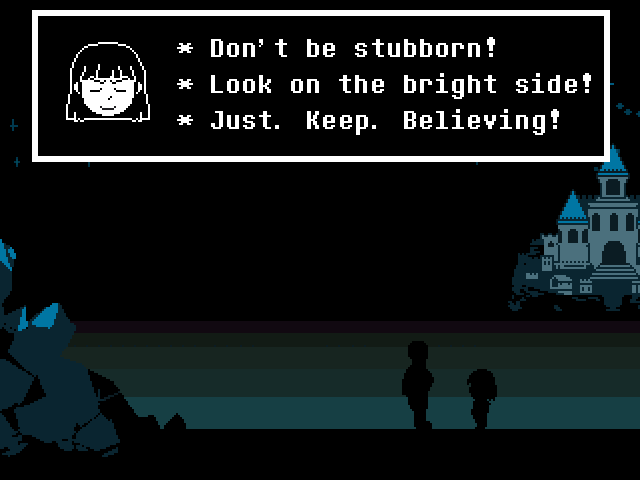 * Don't be stubborn!
* Look on the bright side!
* Just. Keep. Believing!